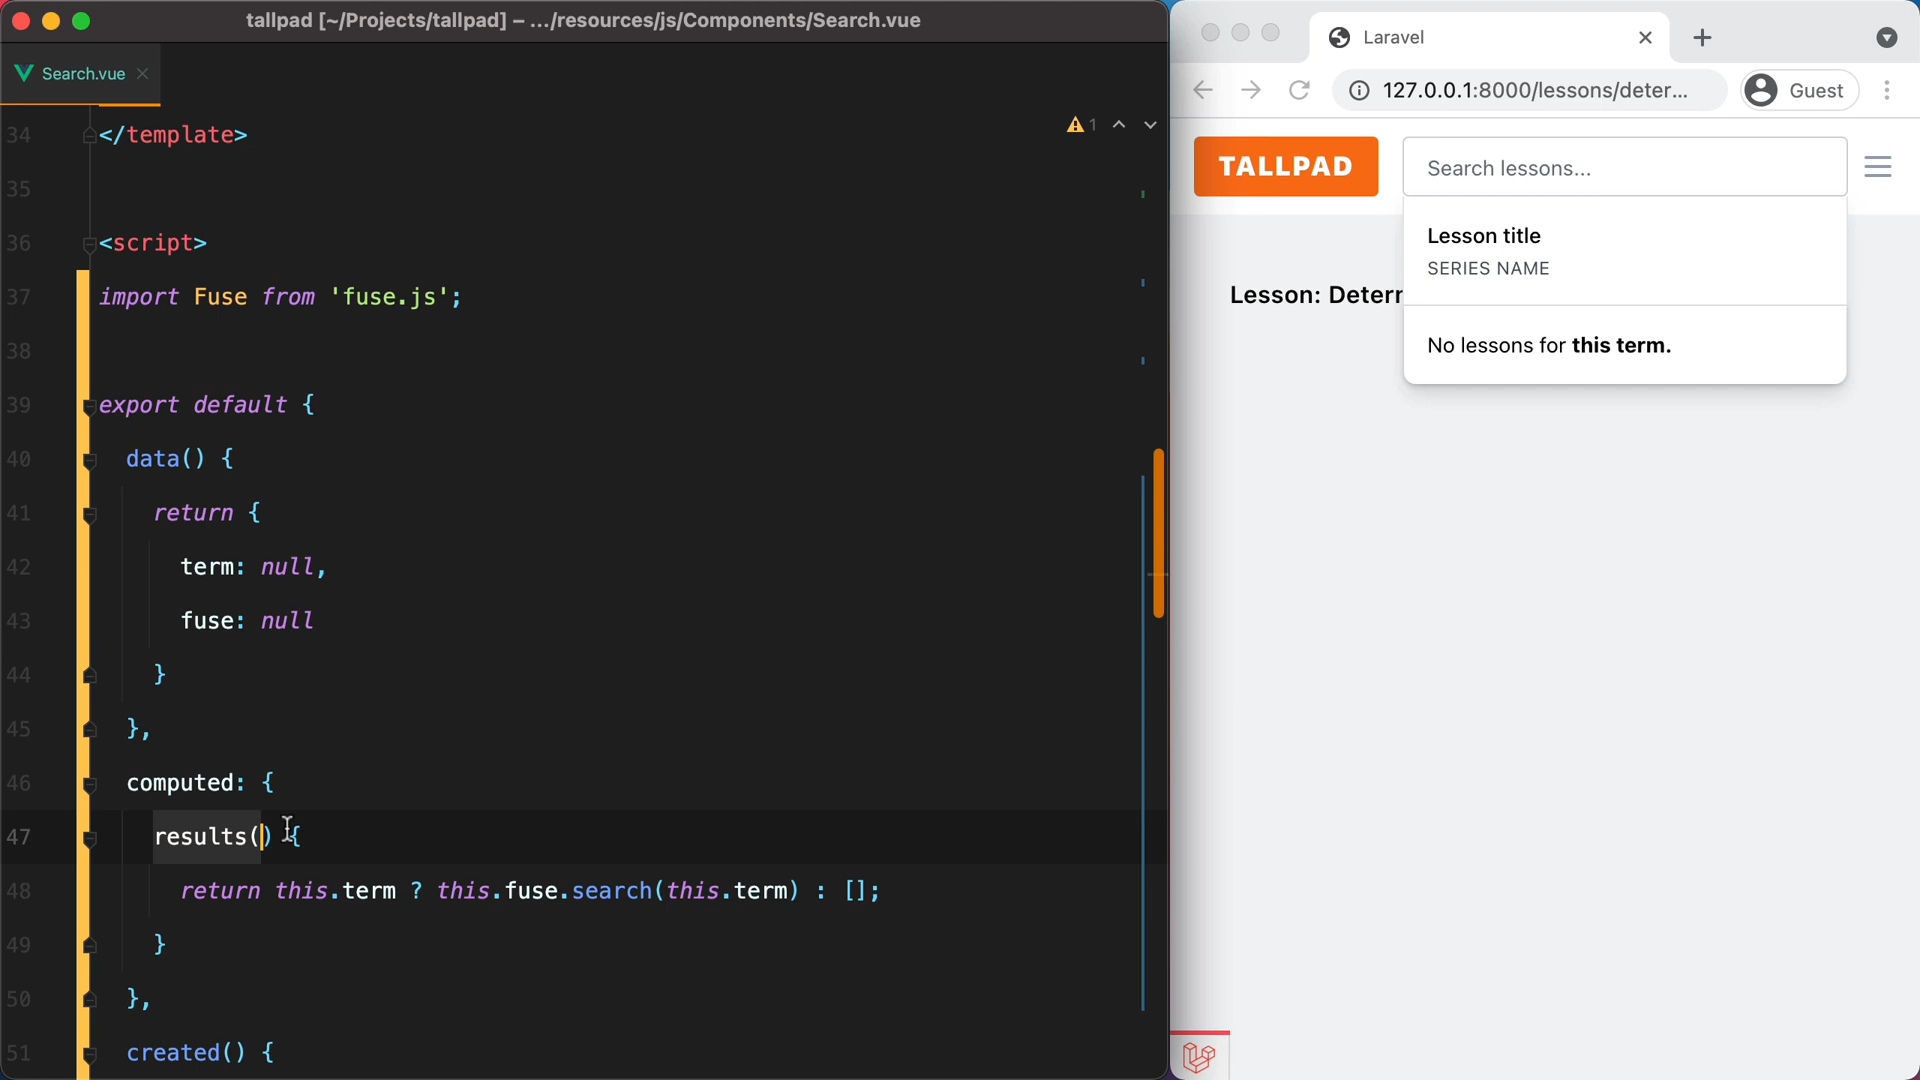 tallpad [~/Projects/tallpad] – .../resources/js/Components/Search.vue
Search.vue
1
34 </template>
35
36 <script>
37 import Fuse from 'fuse.js';
38
39 export default {
40 data() {
41 return {
42 term: null,
43 fuse: null
44 }
45 },
46 computed: {
47 results() {
48 return this.term ? this.fuse.search(this.term) : [];
49 }
50 },
51 created() {
Laravel
127.0.0.1:8000/lessons/deter...
Guest
TALLPAD
Search lessons...
Lesson title
SERIES NAME
Lesson: Deterr
No lessons for this term.